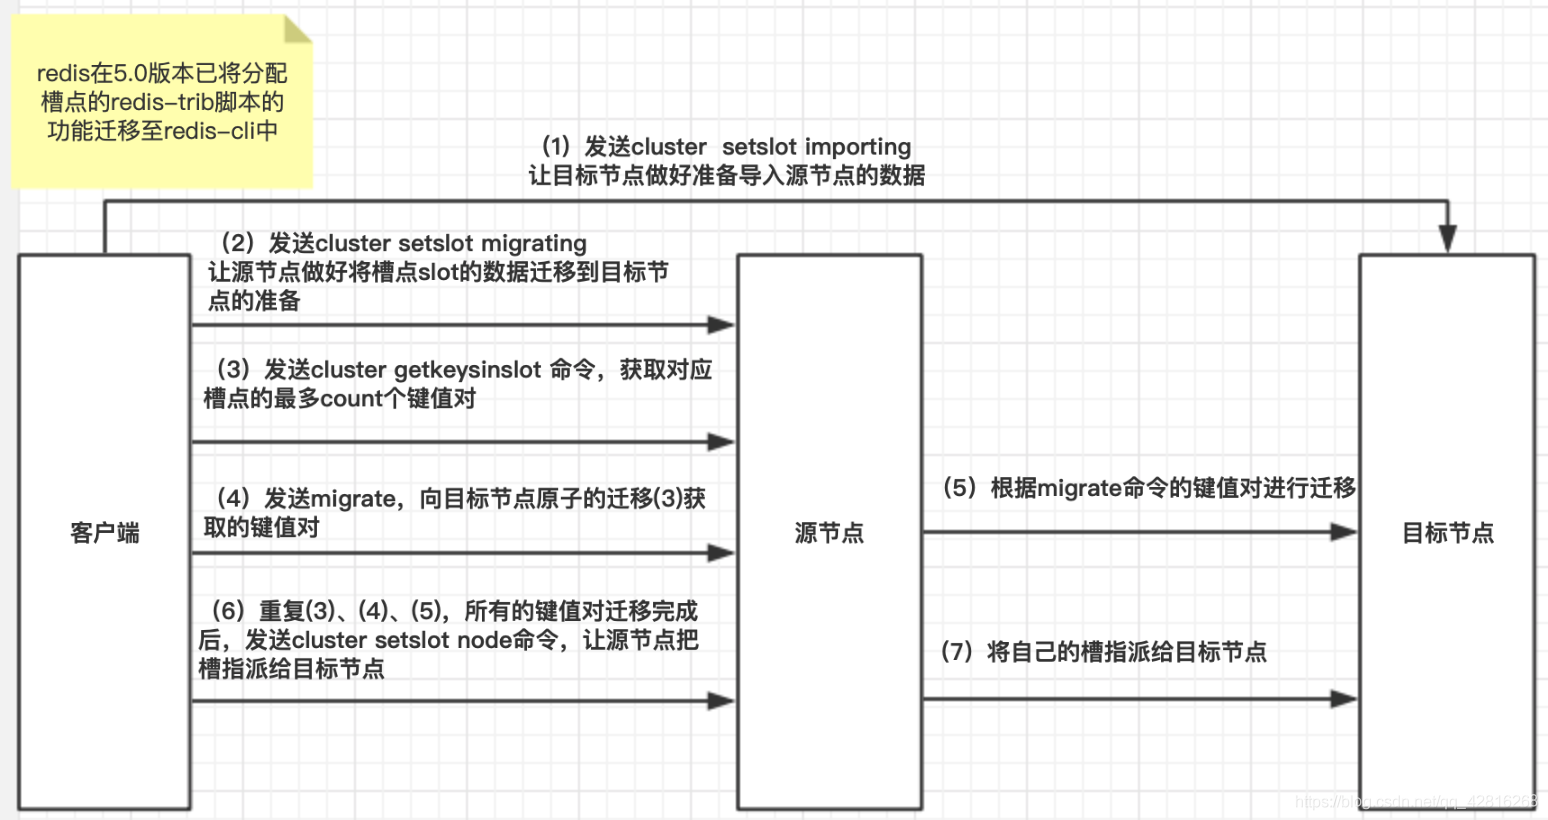 redis在5.0版本已将分配
槽点的redis-trib脚本的
功能迁移至redis-cli中
（1）发送cluster  setslot importing
让目标节点做好准备导入源节点的数据
（2）发送cluster setslot migrating
让源节点做好将槽点slot的数据迁移到目标节
点的准备
（3）发送cluster getkeysinslot 命令，获取对应
槽点的最多count个键值对
（4）发送migrate，向目标节点原子的迁移(3)获
取的键值对
（5）根据migrate命令的键值对进行迁移
客户端
源节点
目标节点
（6）重复(3)、(4)、(5)，所有的键值对迁移完成
后，发送cluster setslot node命令，让源节点把
槽指派给目标节点
（7）将自己的槽指派给目标节点
https://blog.csdn.net/qq_42816268